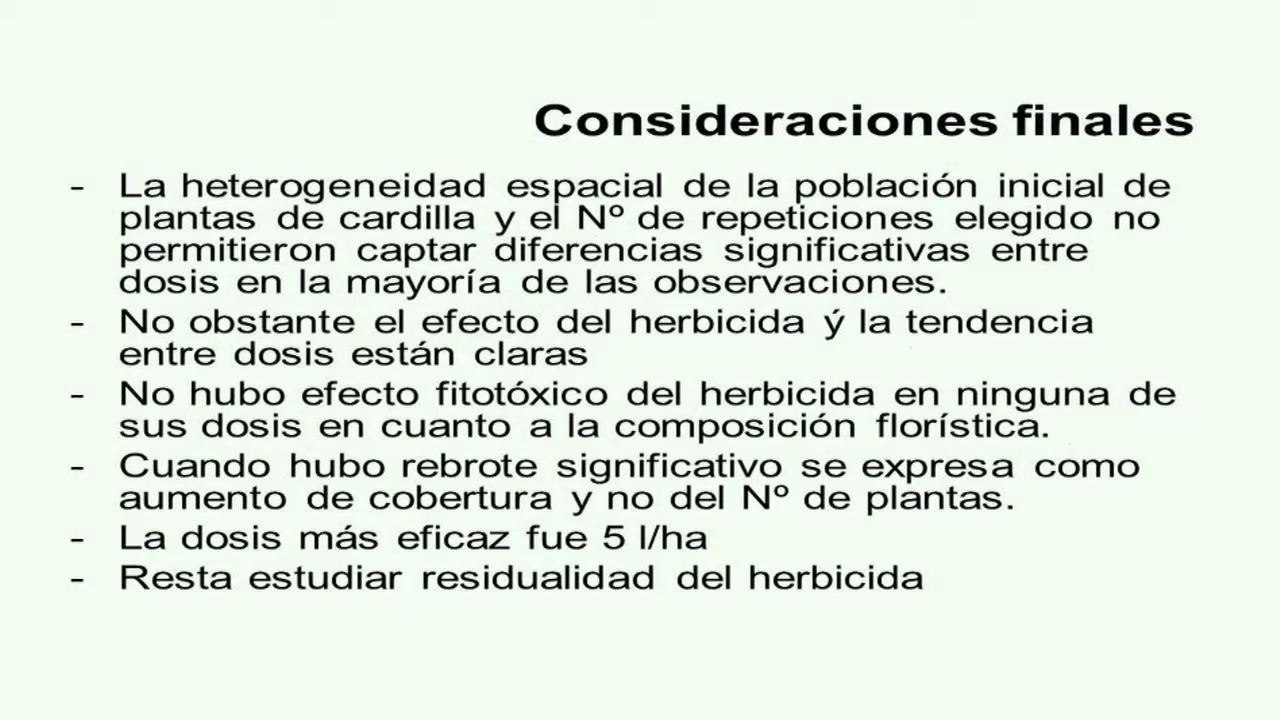 Consideraciones finales
- La heterogeneidad espacial de la población inicial de
plantas de cardilla y el Nº de repeticiones elegido no
permitieron captar diferencias significativas entre
dosis en la mayoría de las observaciones.
- No obstante el efecto del herbicida ý la tendencia
entre dosis están claras
- No hubo efecto fitotóxico del herbicida en ninguna de
sus dosis en cuanto a la composición florística.
- Cuando hubo rebrote significativo se expresa como
aumento de cobertura y no del Nº de plantas.
- La dosis más eficaz fue 5 l/ha
- Resta estudiar residualidad del herbicida